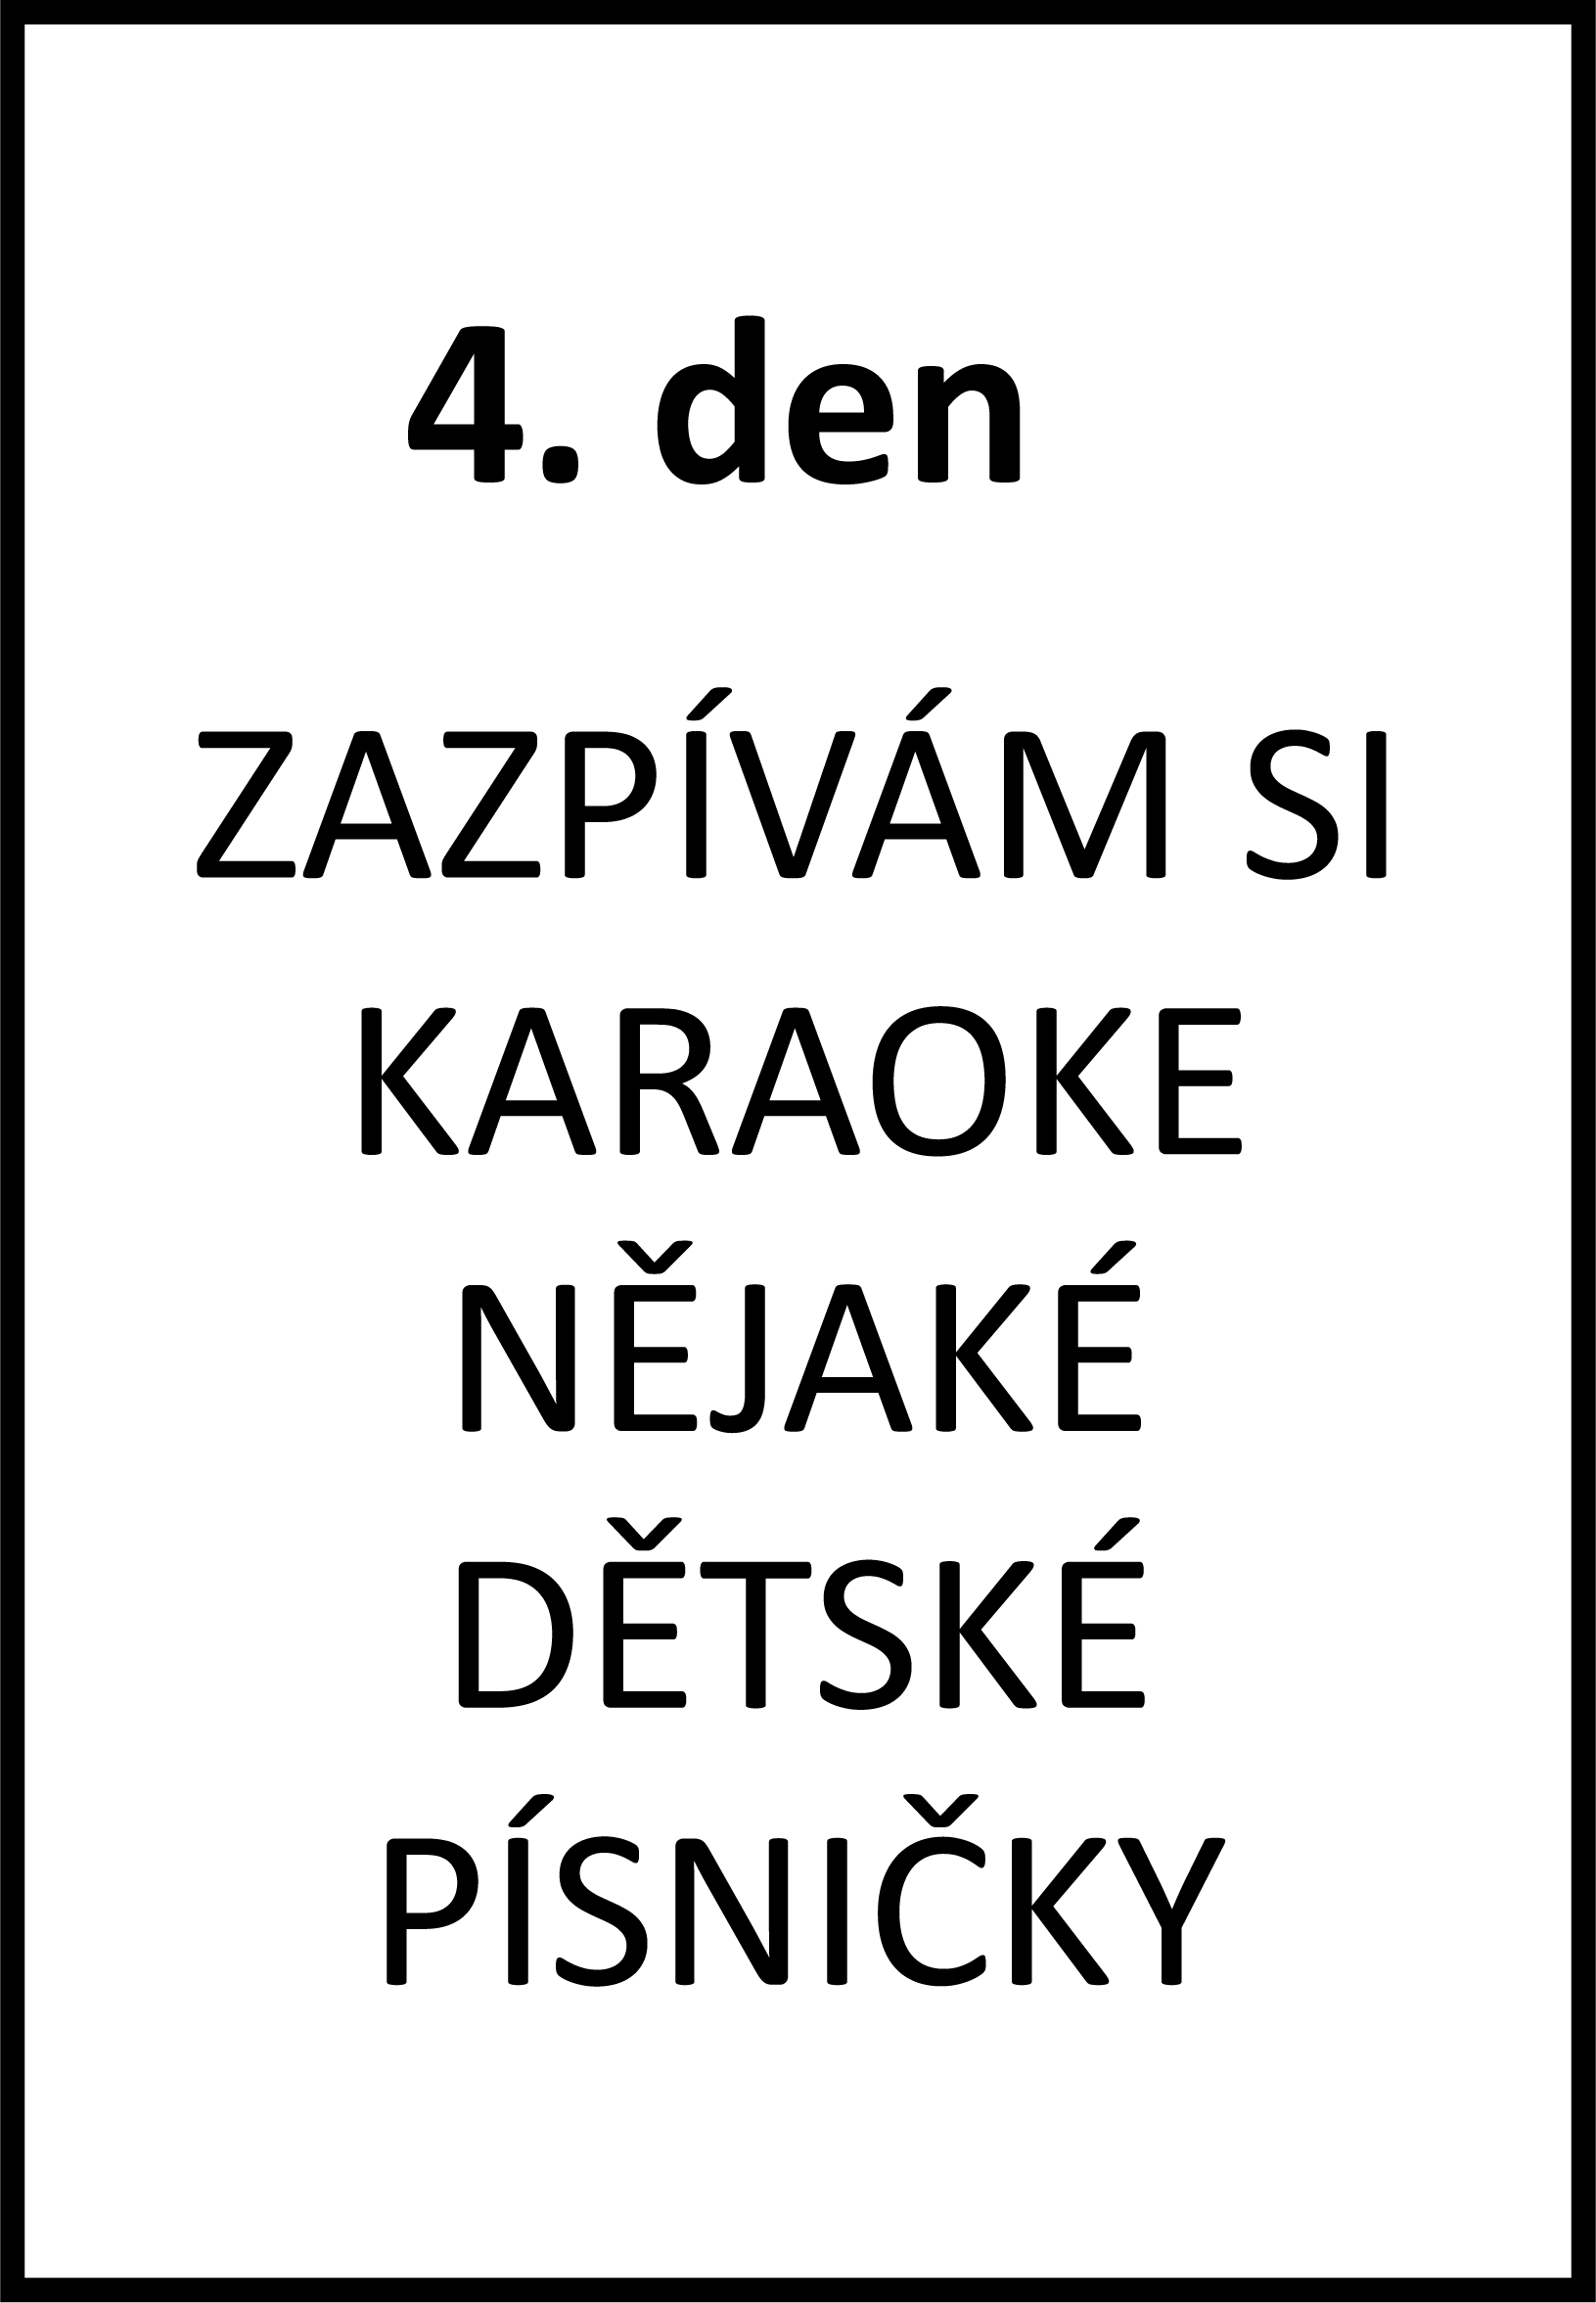 4. den
ZAZPÍVÁM SI
KARAOKE
NĚJAKÉ
DĚTSKÉ
PÍSNIČKY